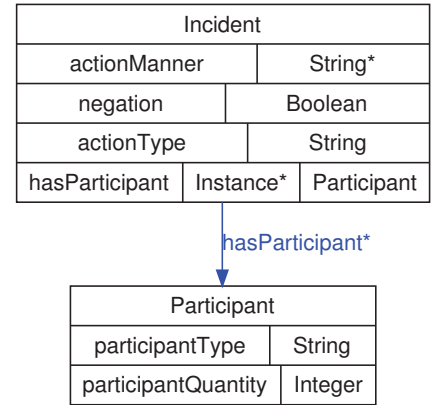 Incident
actionManner String*
negation Boolean
actionType String
hasParticipant Instance* Participant
hasParticipant*
Participant
participantType String
participantQuantity Integer